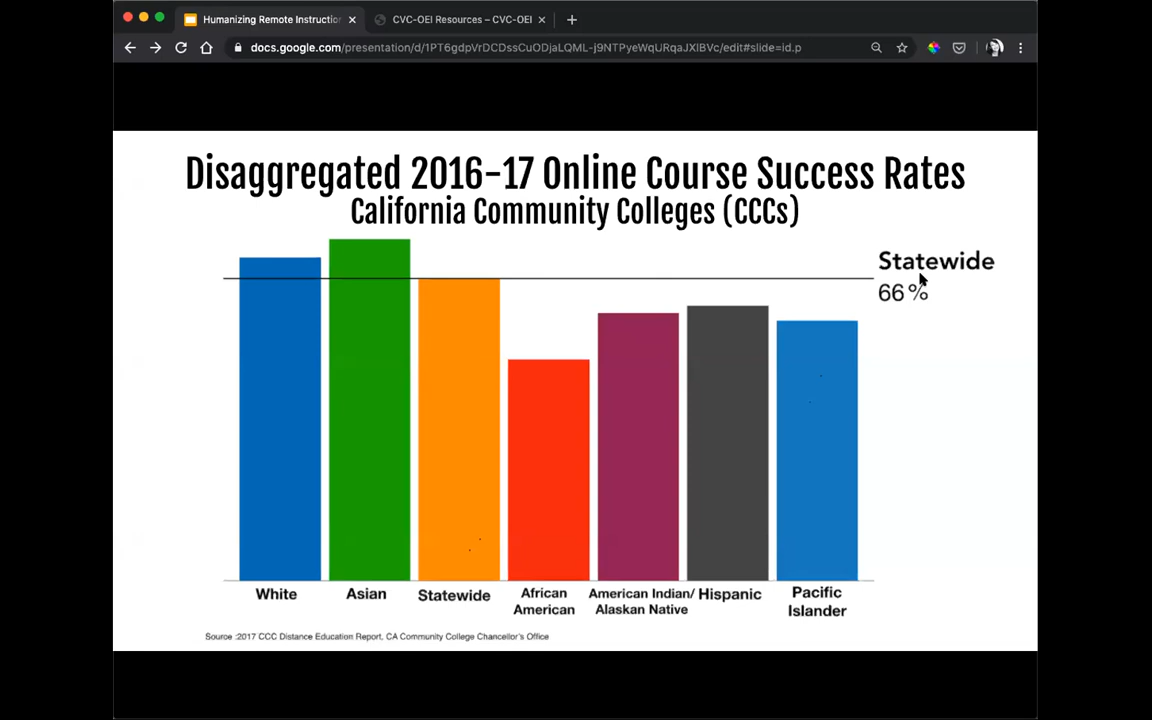 Humanizing Remote Instruction
CVC-OEI Resources – CVC-OEI
docs.google.com/presentation/d/1PT6gdpVrDCDssCuODjaLQML-j9NTPyeWqURqaJXlBVc/edit#slide=id.p
Disaggregated 2016-17 Online Course Success Rates
California Community Colleges (CCCs)
Statewide
66%
White
Asian
Statewide
African
American
American Indian/
Alaskan Native
Hispanic
Pacific
Islander
Source :2017 CCC Distance Education Report, CA Community College Chancellor's Office